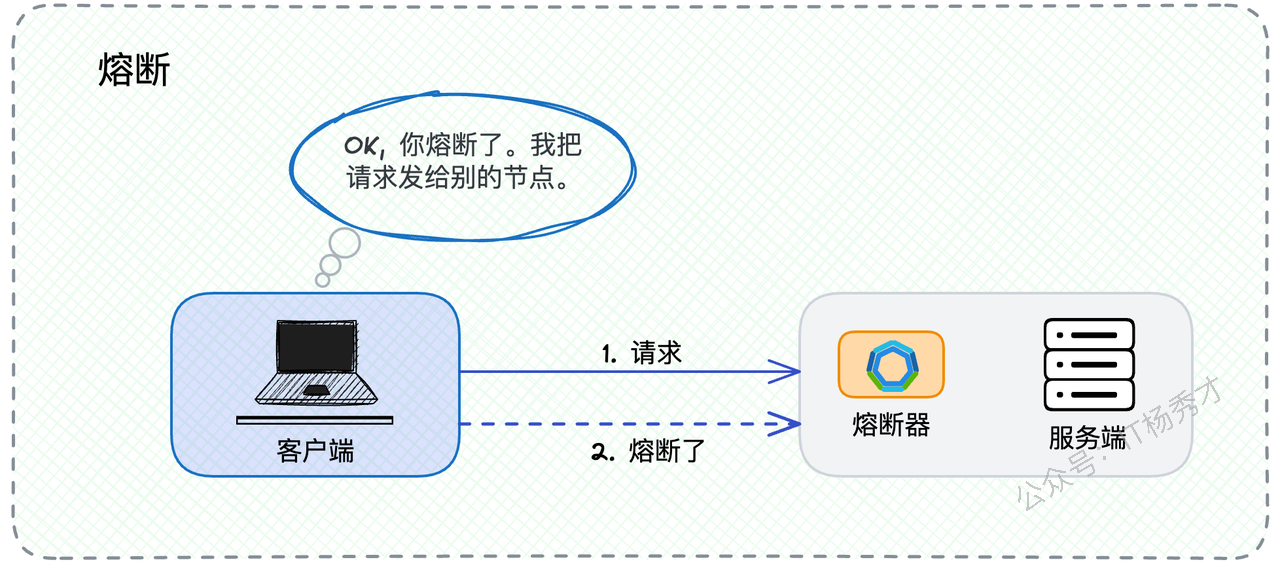 熔断
OK, 你熔断了。我把
请求发给别的节点。
1. 请求
2. 熔断了
客户端
熔断器
服务端
公众号：IT杨秀才